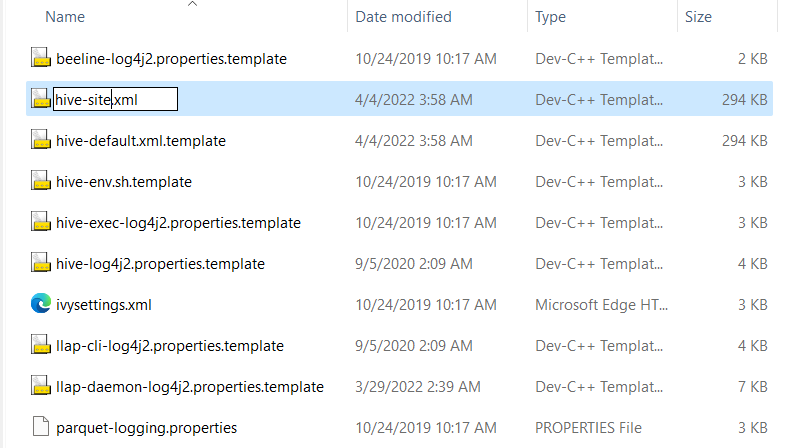 Name Date modified Type Size
beeline-log4j2.properties.template 10/24/2019 10:17 AM Dev-C++ Templat... 2 KB
hive-site.xml 4/4/2022 3:58 AM Dev-C++ Templat... 294 KB
hive-default.xml.template 4/4/2022 3:58 AM Dev-C++ Templat... 294 KB
hive-env.sh.template 10/24/2019 10:17 AM Dev-C++ Templat... 3 KB
hive-exec-log4j2.properties.template 10/24/2019 10:17 AM Dev-C++ Templat... 3 KB
hive-log4j2.properties.template 9/5/2020 2:09 AM Dev-C++ Templat... 4 KB
ivysettings.xml 10/24/2019 10:17 AM Microsoft Edge HT... 3 KB
llap-cli-log4j2.properties.template 9/5/2020 2:09 AM Dev-C++ Templat... 4 KB
llap-daemon-log4j2.properties.template 3/29/2022 2:39 AM Dev-C++ Templat... 7 KB
parquet-logging.properties 10/24/2019 10:17 AM PROPERTIES File 3 KB